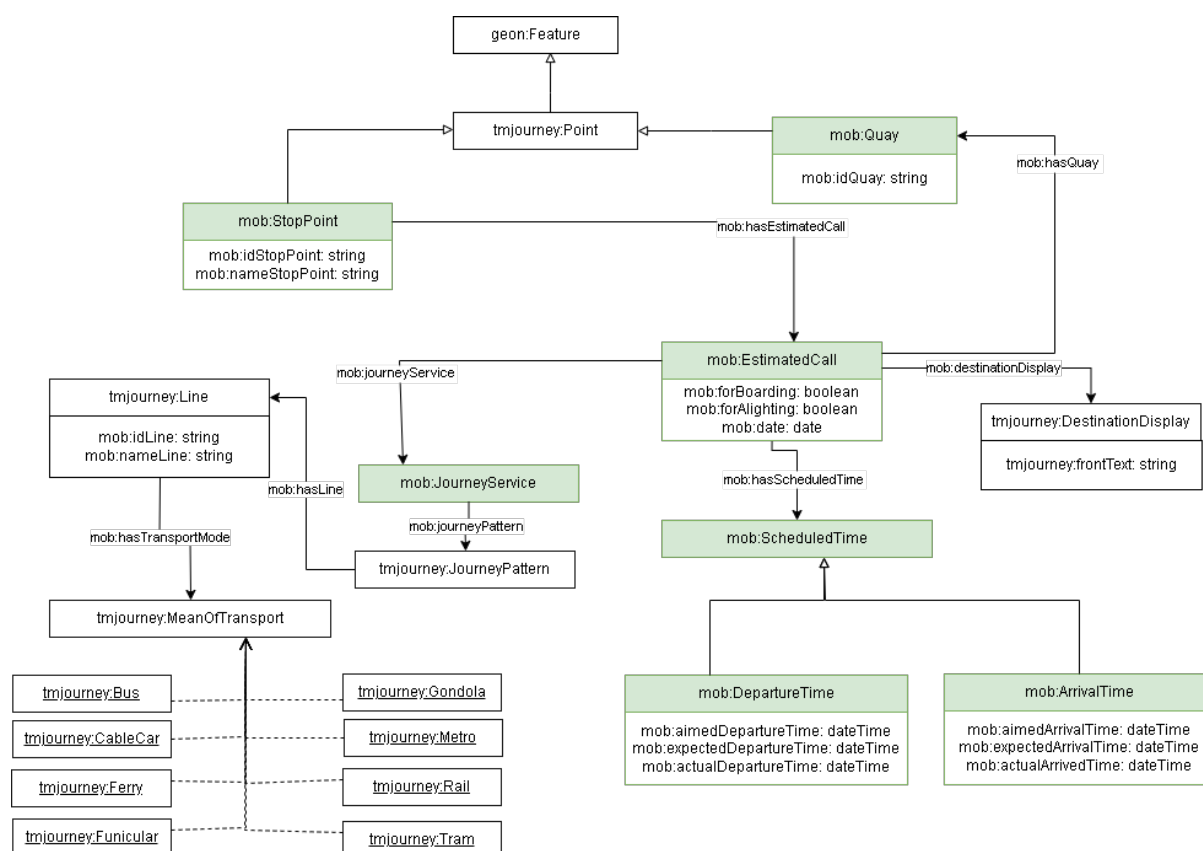 geon:Feature
tmjourney:Point
mob:Quay
mob:idQuay: string
mob:hasQuay
mob:StopPoint
mob:idStopPoint: string
mob:nameStopPoint: string
mob:hasEstimatedCall
mob:EstimatedCall
mob:forBoarding: boolean
mob:forAlighting: boolean
mob:date: date
mob:journeyService
mob:destinationDisplay
tmjourney:Line
mob:idLine: string
mob:nameLine: string
tmjourney:DestinationDisplay
tmjourney:frontText: string
mob:hasLine
mob:JourneyService
mob:hasScheduledTime
mob:journeyPattern
mob:hasTransportMode
mob:ScheduledTime
tmjourney:JourneyPattern
tmjourney:MeanOfTransport
tmjourney:Bus
tmjourney:Gondola
tmjourney:CableCar
tmjourney:Metro
tmjourney:Ferry
tmjourney:Rail
tmjourney:Funicular
tmjourney:Tram
mob:DepartureTime
mob:aimedDepartureTime: dateTime
mob:expectedDepartureTime: dateTime
mob:actualDepartureTime: dateTime
mob:ArrivalTime
mob:aimedArrivalTime: dateTime
mob:expectedArrivalTime: dateTime
mob:actualArrivedTime: dateTime